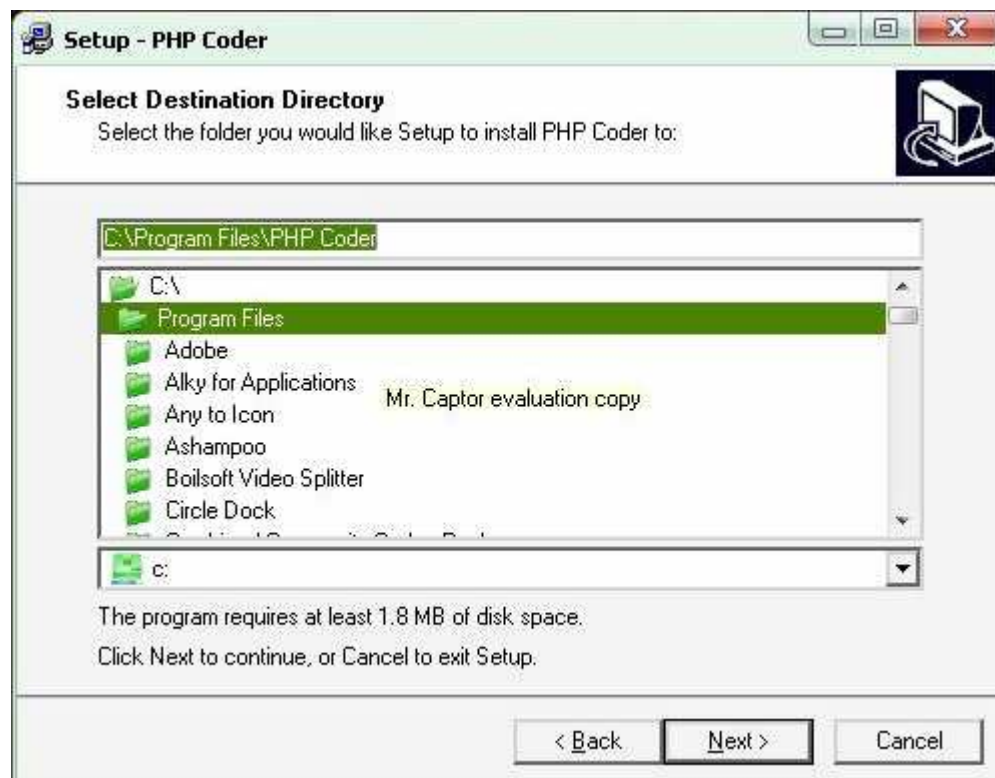 Setup - PHP Coder
Select Destination Directory
Select the folder you would like Setup to install PHP Coder to:
C:\Program Files\PHP Coder
C:\
Program Files
Adobe
Alky for Applications
Mr. Captor evaluation copy
Any to Icon
Ashampoo
Boilsoft Video Splitter
Circle Dock
c:
The program requires at least 1.8 MB of disk space.
Click Next to continue, or Cancel to exit Setup.
< Back
Next >
Cancel